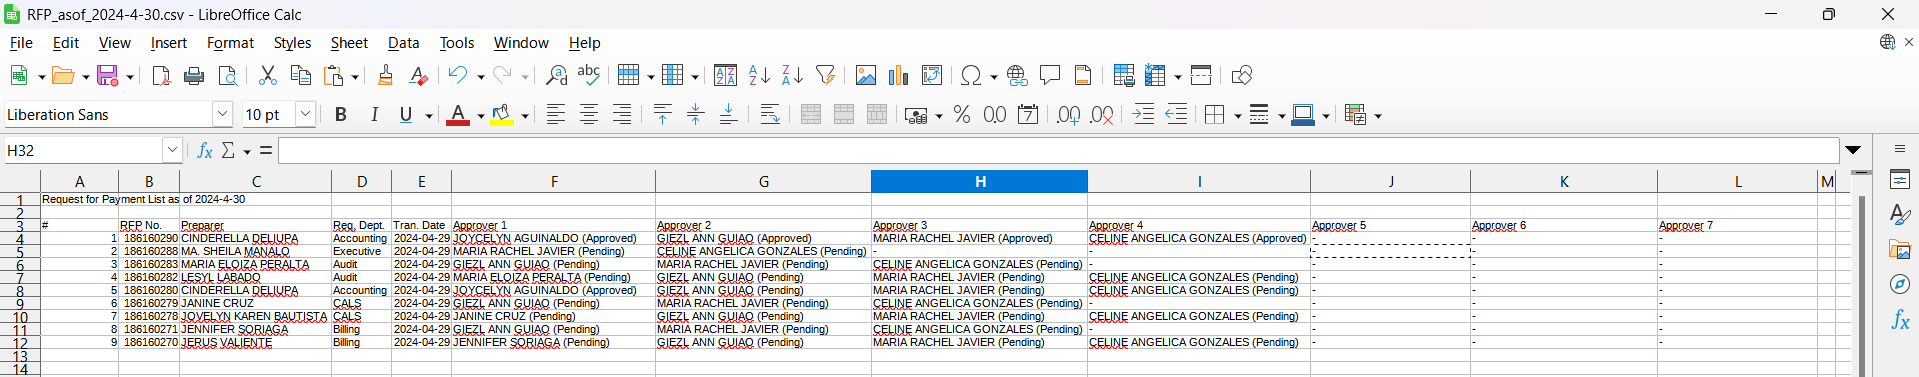 RFP_asof_2024-4-30.csv - LibreOffice Calc
File Edit View Insert Format Styles Sheet Data Tools Window Help
Liberation Sans 10 pt B I U A % 0.0 7 .00 .00
H32 fx Σ =
A B C D E F G H I J K L M
1 Request for Payment List as of 2024-4-30
2
3 # RFP No. Preparer Req. Dept. Tran. Date Approver 1 Approver 2 Approver 3 Approver 4 Approver 5 Approver 6 Approver 7
4 1 186160290 CINDERELLA DELIUPA Accounting 2024-04-29 JOYCELYN AGUINALDO (Approved) GIEZL ANN GUIAO (Approved) MARIA RACHEL JAVIER (Approved) CELINE ANGELICA GONZALES (Approved) - - -
5 2 186160288 MA. SHEILA MANALO Executive 2024-04-29 MARIA RACHEL JAVIER (Pending) CELINE ANGELICA GONZALES (Pending) - - - - -
6 3 186160283 MARIA ELOIZA PERALTA Audit 2024-04-29 GIEZL ANN GUIAO (Pending) MARIA RACHEL JAVIER (Pending) CELINE ANGELICA GONZALES (Pending) - - - -
7 4 186160282 LESYL LABADO Audit 2024-04-29 MARIA ELOIZA PERALTA (Pending) GIEZL ANN GUIAO (Pending) MARIA RACHEL JAVIER (Pending) CELINE ANGELICA GONZALES (Pending) - - -
8 5 186160280 CINDERELLA DELIUPA Accounting 2024-04-29 JOYCELYN AGUINALDO (Approved) GIEZL ANN GUIAO (Pending) MARIA RACHEL JAVIER (Pending) CELINE ANGELICA GONZALES (Pending) - - -
9 6 186160279 JANINE CRUZ CALS 2024-04-29 GIEZL ANN GUIAO (Pending) MARIA RACHEL JAVIER (Pending) CELINE ANGELICA GONZALES (Pending) - - - -
10 7 186160278 JOVELYN KAREN BAUTISTA CALS 2024-04-29 JANINE CRUZ (Pending) GIEZL ANN GUIAO (Pending) MARIA RACHEL JAVIER (Pending) CELINE ANGELICA GONZALES (Pending) - - -
11 8 186160271 JENNIFER SORIAGA Billing 2024-04-29 GIEZL ANN GUIAO (Pending) MARIA RACHEL JAVIER (Pending) CELINE ANGELICA GONZALES (Pending) - - - -
12 9 186160270 JERUS VALIENTE Billing 2024-04-29 JENNIFER SORIAGA (Pending) GIEZL ANN GUIAO (Pending) MARIA RACHEL JAVIER (Pending) CELINE ANGELICA GONZALES (Pending) - - -
13
14